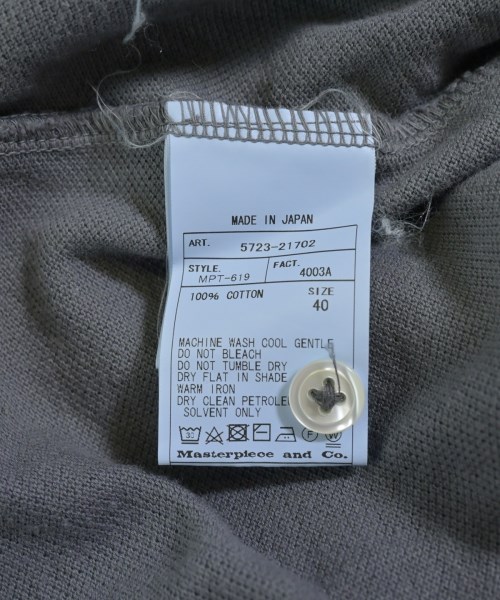 MADE IN JAPAN
ART. 5723-21702
STYLE. MPT-619 FACT. 4003A
100% COTTON SIZE 40
MACHINE WASH COOL GENTLE
DO NOT BLEACH
DO NOT TUMBLE DRY
DRY FLAT IN SHADE
WARM IRON
DRY CLEAN PETROLE
SOLVENT ONLY
30 F W
Masterpiece and Co.